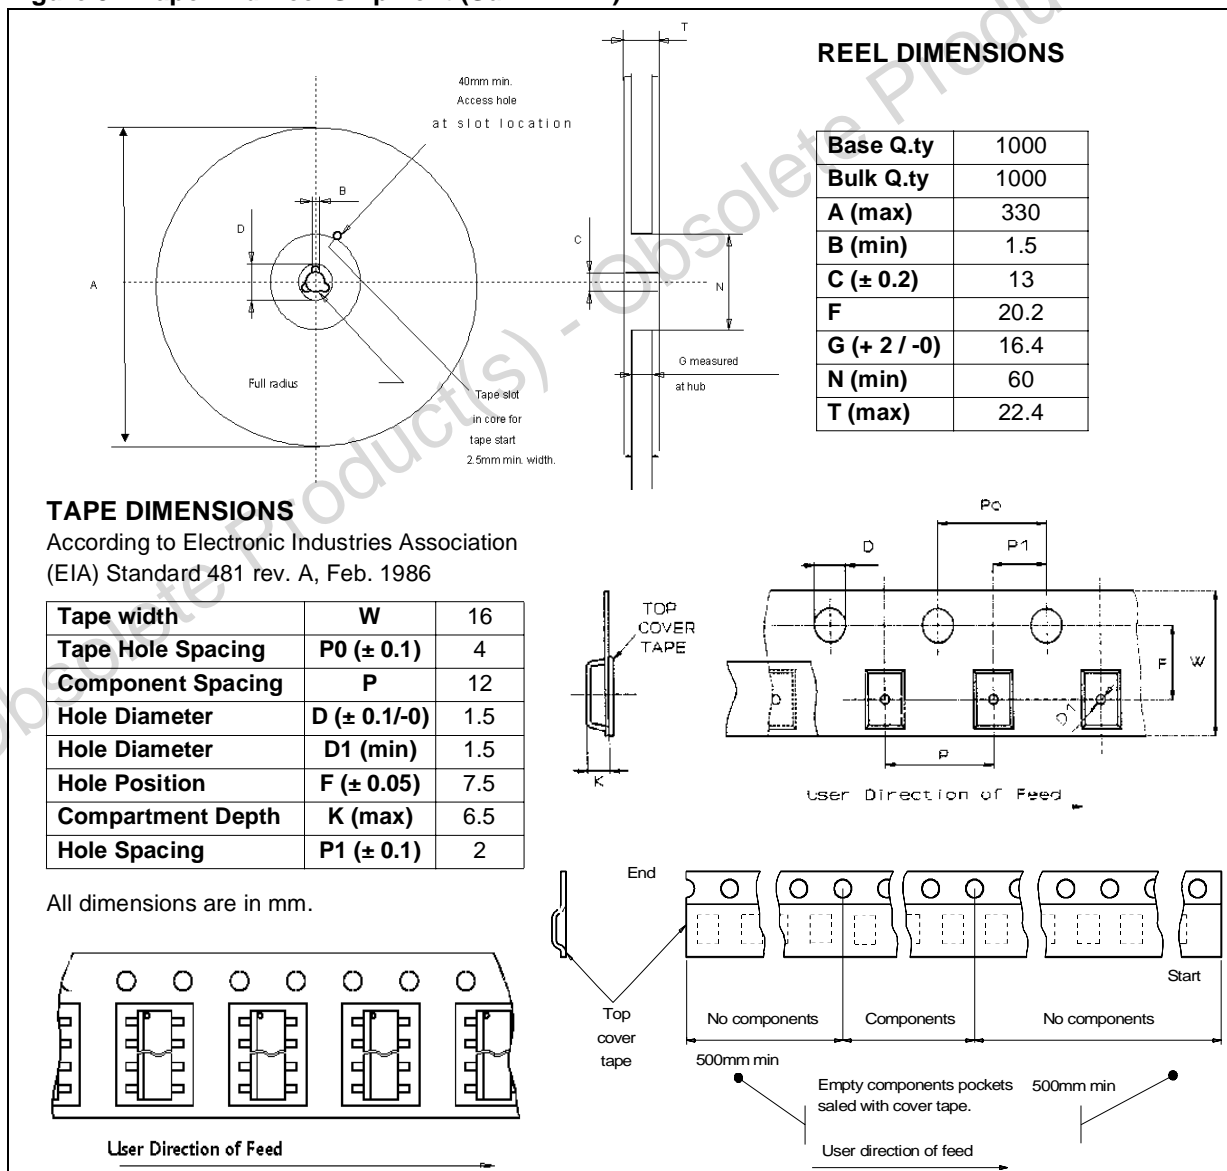 REEL DIMENSIONS
T
40mm min.
Access hole
at slot location
B
D
C
A
N
G measured
at hub
Full radius
Tape slot
in core for
tape start
2.5mm min. width.
Base Q.ty 1000
Bulk Q.ty 1000
A (max) 330
B (min) 1.5
C (± 0.2) 13
F 20.2
G (+ 2 / -0) 16.4
N (min) 60
T (max) 22.4
TAPE DIMENSIONS
According to Electronic Industries Association
(EIA) Standard 481 rev. A, Feb. 1986
Tape width W 16
Tape Hole Spacing P0 (± 0.1) 4
Component Spacing P 12
Hole Diameter D (± 0.1/-0) 1.5
Hole Diameter D1 (min) 1.5
Hole Position F (± 0.05) 7.5
Compartment Depth K (max) 6.5
Hole Spacing P1 (± 0.1) 2
All dimensions are in mm.
Po
D
P1
TOP
COVER
TAPE
F
W
D1
P
K
User Direction of Feed
End
Start
Top
cover
tape
No components
Components
No components
500mm min
Empty components pockets
saled with cover tape.
500mm min
User direction of feed
User Direction of Feed
Obsolete Product(s) - Obsolete Produ